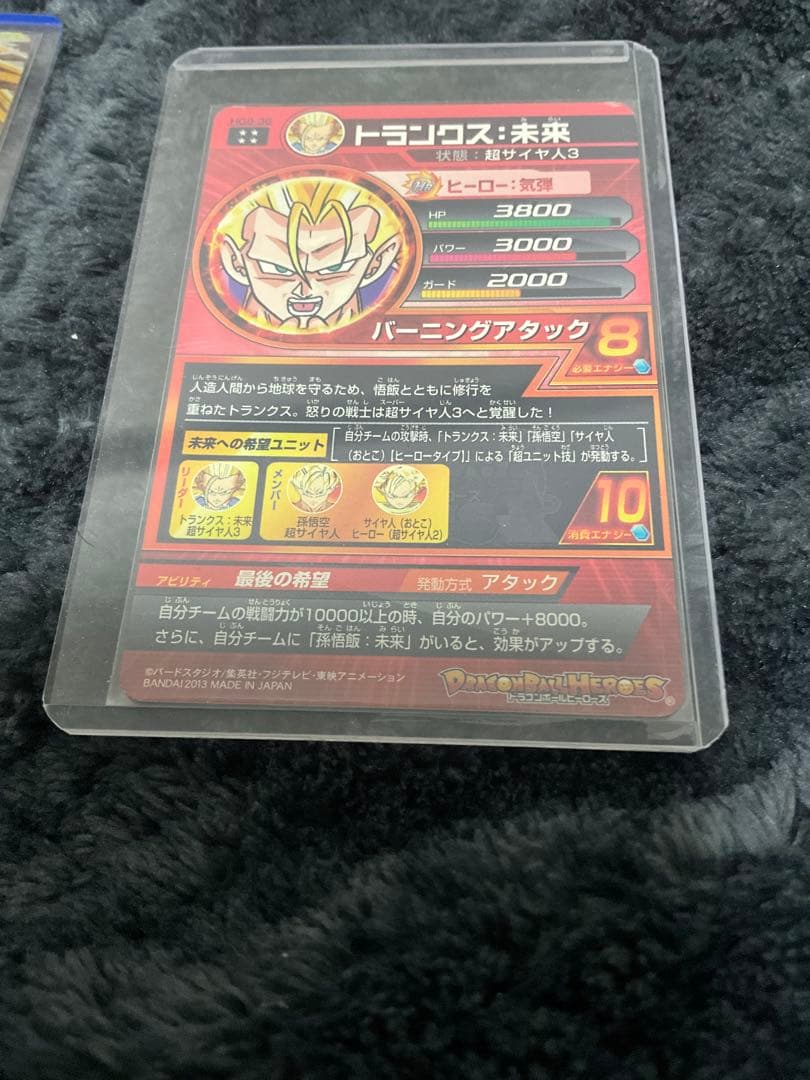 HG8-36
トランクス:未来
状態:超サイヤ人3
ヒーロー:気弾
HP 3800
パワー 3000
ガード 2000
バーニングアタック 8
必要エナジー
人造人間から地球を守るため、悟飯とともに修行を
重ねたトランクス。怒りの戦士は超サイヤ人3へと覚醒した!
未来への希望ユニット
自分チームの攻撃時、「トランクス:未来」「孫悟空」「サイヤ人
(おとこ)【ヒーロータイプ】」による「超ユニット技」が発動する。
リーダー
トランクス:未来
超サイヤ人3
メンバー
孫悟空
超サイヤ人
サイヤ人(おとこ)
ヒーロー(超サイヤ人2)
10
消費エナジー
アビリティ 最後の希望 発動方式 アタック
自分チームの戦闘力が10000以上の時、自分のパワー+8000。
さらに、自分チームに「孫悟飯:未来」がいると、効果がアップする。
©バードスタジオ/集英社・フジテレビ・東映アニメーション
BANDAI 2013 MADE IN JAPAN
DRAGON BALL HEROES
ドラゴンボールヒーローズ